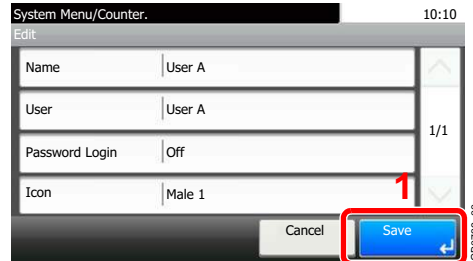 System Menu/Counter. 10:10
Edit
Name User A
User User A
1/1
Password Login Off
Icon Male 1
1
Cancel Save